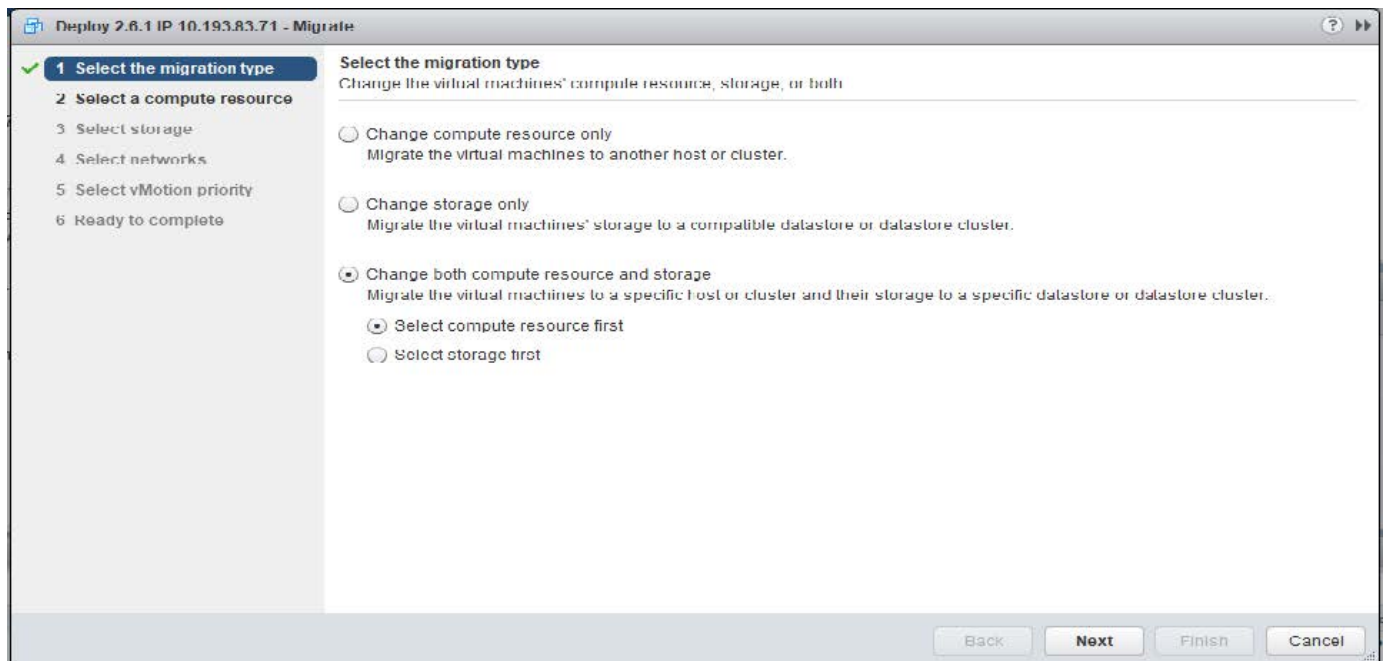 Deploy 2.6.1 IP 10.193.83.71 - Migrate
1 Select the migration type
2 Select a compute resource
3 Select storage
4 Select networks
5 Select vMotion priority
6 Ready to complete
Select the migration type
Change the virtual machines' compute resource, storage, or both
Change compute resource only
Migrate the virtual machines to another host or cluster.
Change storage only
Migrate the virtual machines' storage to a compatible datastore or datastore cluster.
Change both compute resource and storage
Migrate the virtual machines to a specific host or cluster and their storage to a specific datastore or datastore cluster.
Select compute resource first
Select storage first
Back
Next
Finish
Cancel